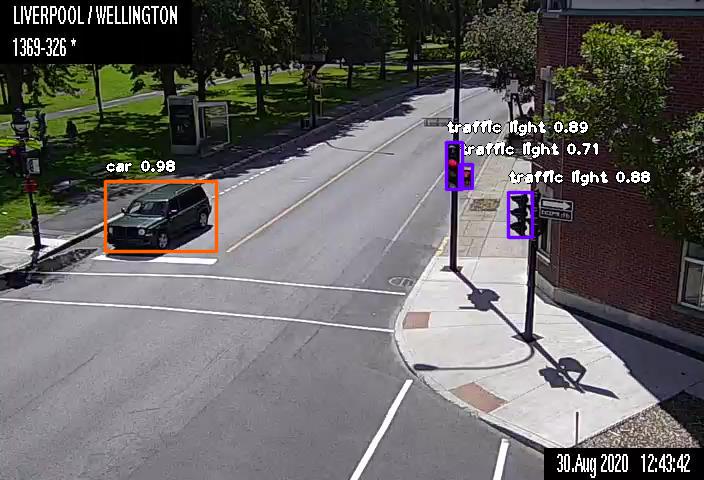 LIVERPOOL / WELLINGTON
1369-326 *
traffic light 0.89
traffic light 0.71
car 0.98
traffic light 0.88
30.Aug 2020 12:43:42